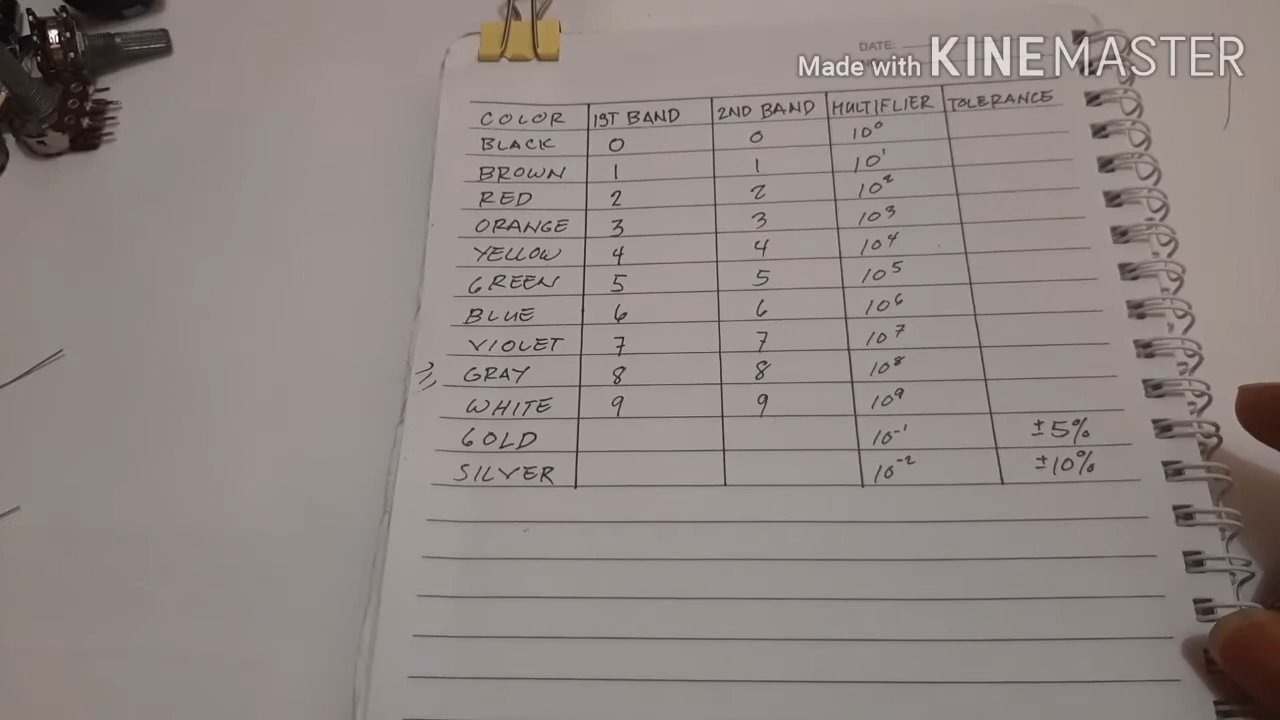 DATE:
Made with KINEMASTER
COLOR 1ST BAND 2ND BAND MULTIFLIER TOLERANCE
BLACK 0 0 10⁰
BROWN 1 1 10¹
RED 2 2 10²
ORANGE 3 3 10³
YELLOW 4 4 10⁴
GREEN 5 5 10⁵
BLUE 6 6 10⁶
VIOLET 7 7 10⁷
GRAY 8 8 10⁸
WHITE 9 9 10⁹
GOLD 10⁻¹ ±5%
SILVER 10⁻² ±10%